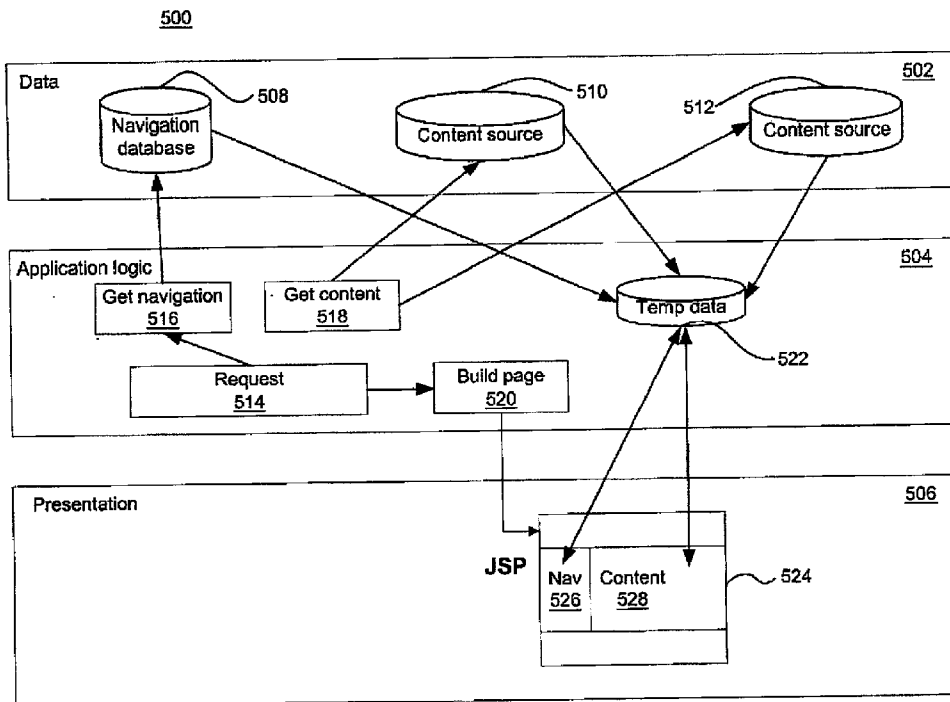 500
Data
502
508
510
512
Navigation
database
Content source
Content source
Application logic
504
Get navigation
516
Get content
518
Temp data
522
Request
514
Build page
520
Presentation
506
JSP
Nav
526
Content
528
524